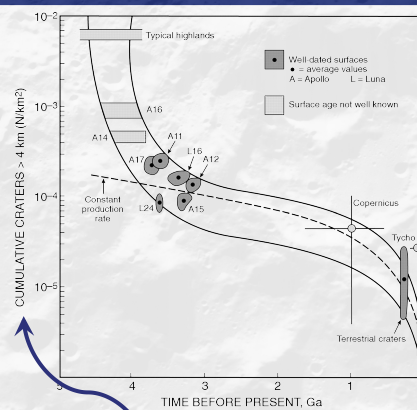 10⁻²
10⁻³
10⁻⁴
10⁻⁵
CUMULATIVE CRATERS > 4 km (N/km²)
Typical highlands
Well-dated surfaces
• = average values
A = Apollo L = Luna
Surface age not well known
A16
A14
A11
A17
L16
A12
L24
A15
Constant
production
rate
Copernicus
Tycho
Terrestrial craters
5 4 3 2 1
TIME BEFORE PRESENT, Ga